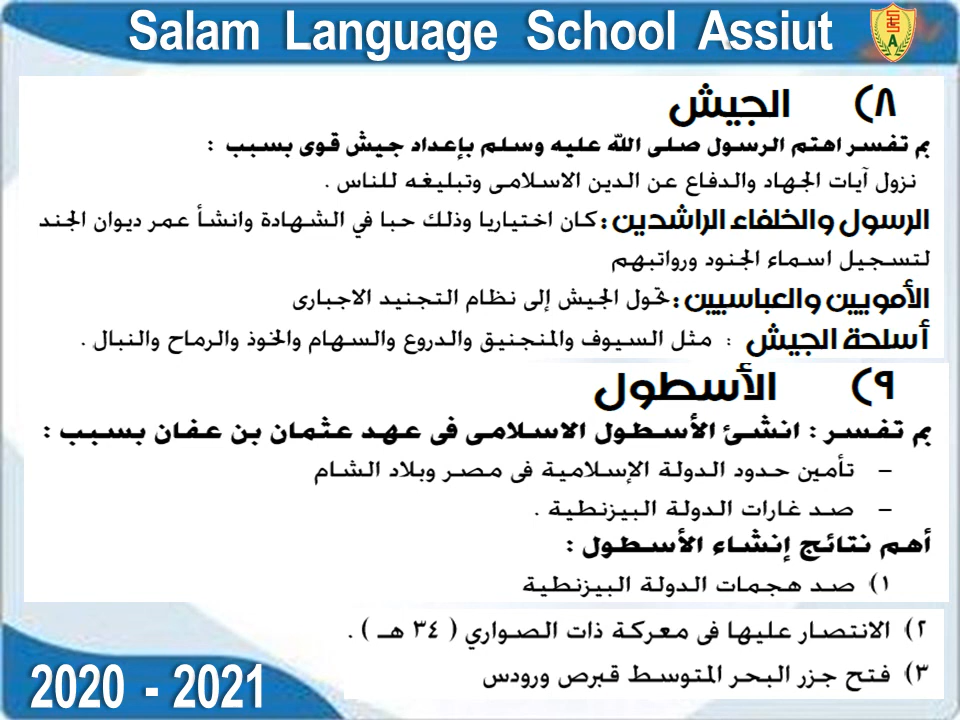 Salam Language School Assiut
٨) الجيش
بم تفسر اهتم الرسول صلى الله عليه وسلم بإعداد جيش قوى بسبب :
نزول آيات الجهاد والدفاع عن الدين الاسلامى وتبليغه للناس .
الرسول والخلفاء الراشدين : كان اختياريا وذلك حبا في الشهادة وانشأ عمر ديوان الجند
لتسجيل اسماء الجنود ورواتبهم
الأمويين والعباسيين : تحول الجيش إلى نظام التجنيد الاجبارى
أسلحة الجيش : مثل السيوف والمنجنيق والدروع والسهام والخوذ والرماح والنبال .
٩) الأسطول
بم تفسر : انشئ الأسطول الاسلامى فى عهد عثمان بن عفان بسبب :
- تأمين حدود الدولة الإسلامية فى مصر وبلاد الشام
- صد غارات الدولة البيزنطية .
أهم نتائج إنشاء الأسطول :
١) صد هجمات الدولة البيزنطية
٢) الانتصار عليها فى معركة ذات الصواري ( ٣٤ هـ ) .
٣) فتح جزر البحر المتوسط قبرص ورودس
2020 - 2021